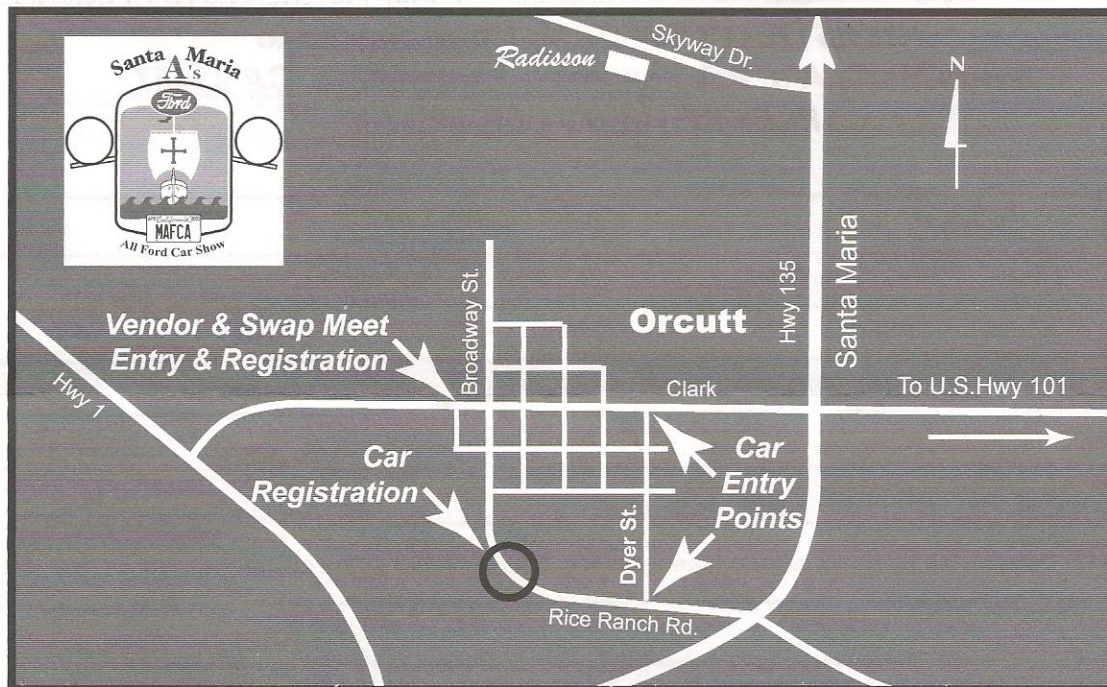 Santa Maria
A's
Ford
MAFCA
All Ford Car Show
Radisson
Skyway Dr.
N
Vendor & Swap Meet
Entry & Registration
Broadway St.
Orcutt
Hwy 135
Santa Maria
Hwy 1
Clark
To U.S.Hwy 101
Car
Registration
Car
Entry
Points
Dyer St.
Rice Ranch Rd.